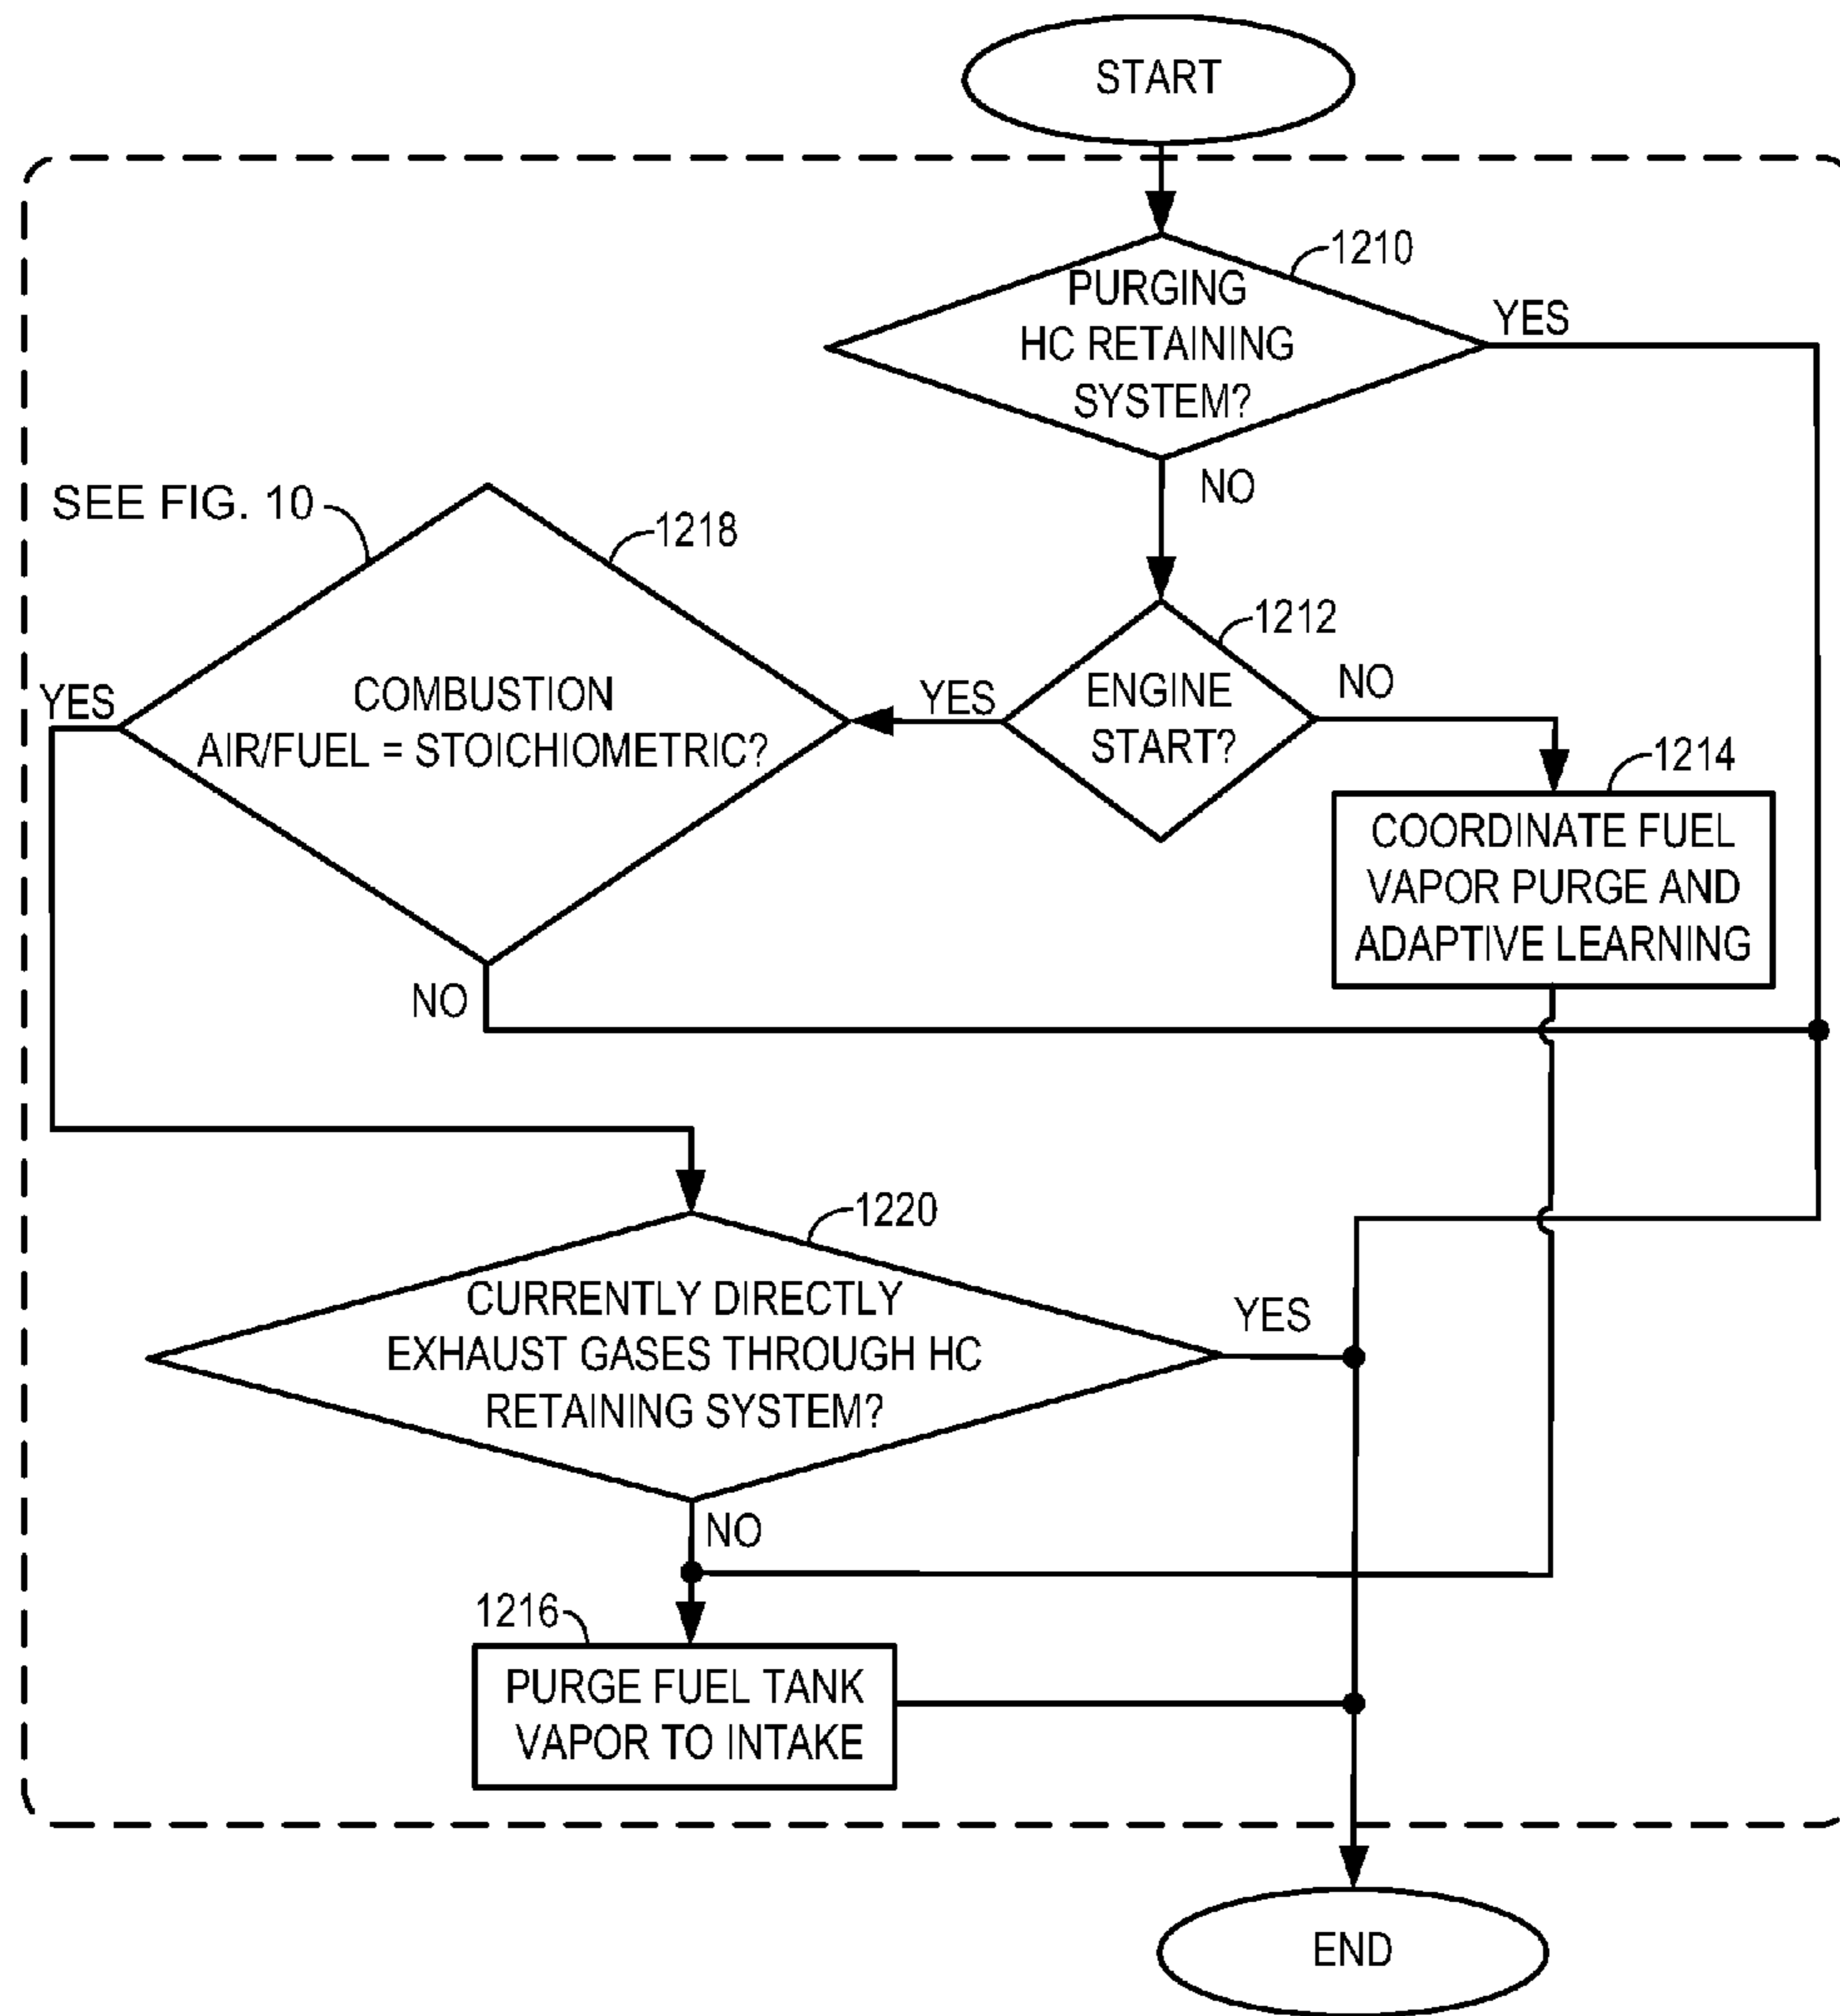 START
1210
PURGING
HC RETAINING
SYSTEM?
YES
NO
SEE FIG. 10
1218
COMBUSTION
AIR/FUEL = STOICHIOMETRIC?
YES
NO
1212
ENGINE
START?
YES
NO
1214
COORDINATE FUEL
VAPOR PURGE AND
ADAPTIVE LEARNING
1220
CURRENTLY DIRECTLY
EXHAUST GASES THROUGH HC
RETAINING SYSTEM?
YES
NO
1216
PURGE FUEL TANK
VAPOR TO INTAKE
END